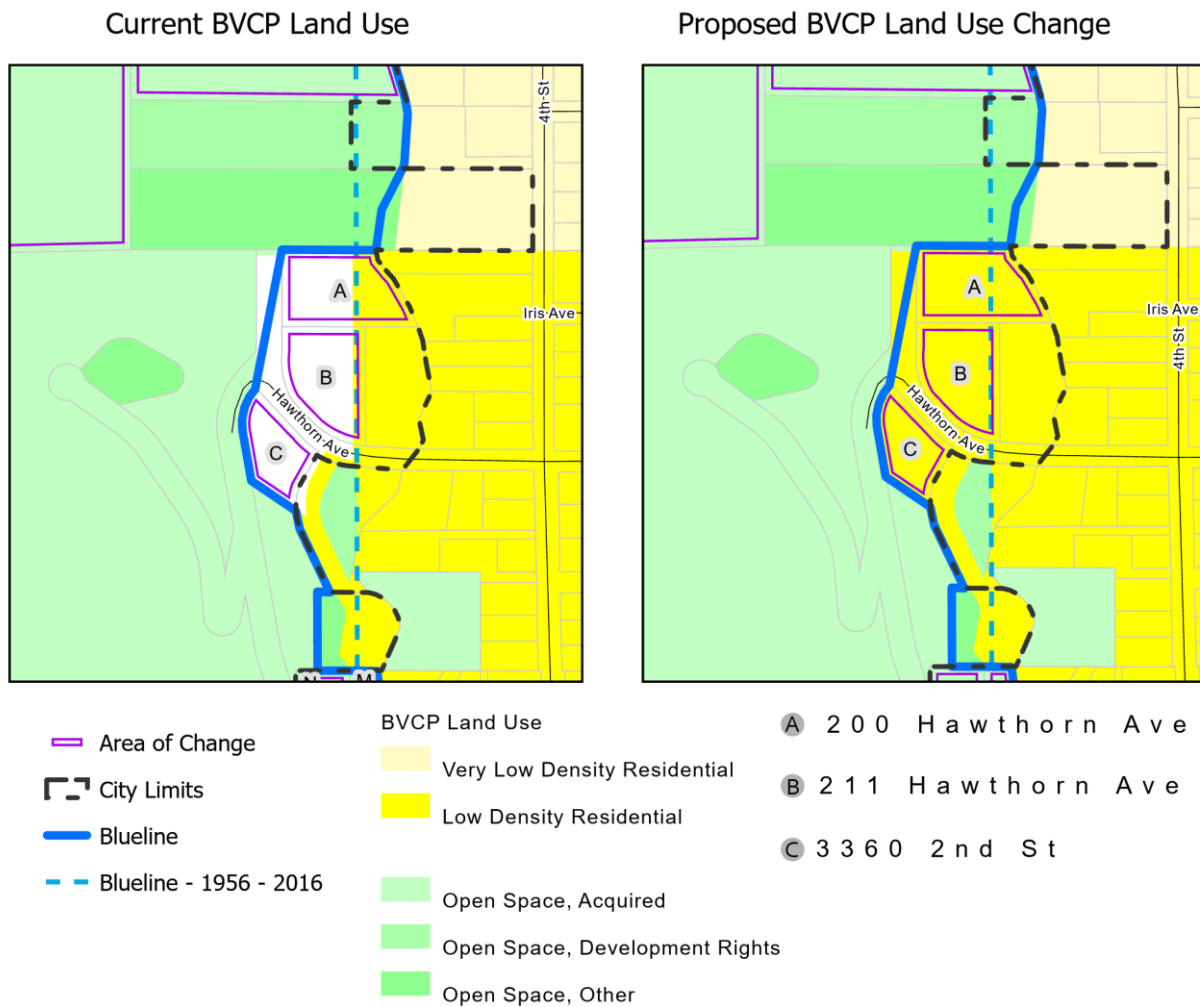 Current BVCP Land Use
Proposed BVCP Land Use Change
4th St
A
Iris Ave
B
Hawthorn Ave
C
N M
A
Iris Ave
4th St
B
Hawthorn Ave
C
Area of Change
City Limits
Blueline
Blueline - 1956 - 2016
BVCP Land Use
Very Low Density Residential
Low Density Residential
Open Space, Acquired
Open Space, Development Rights
Open Space, Other
A 200 Hawthorn Ave
B 211 Hawthorn Ave
C 3360 2nd St